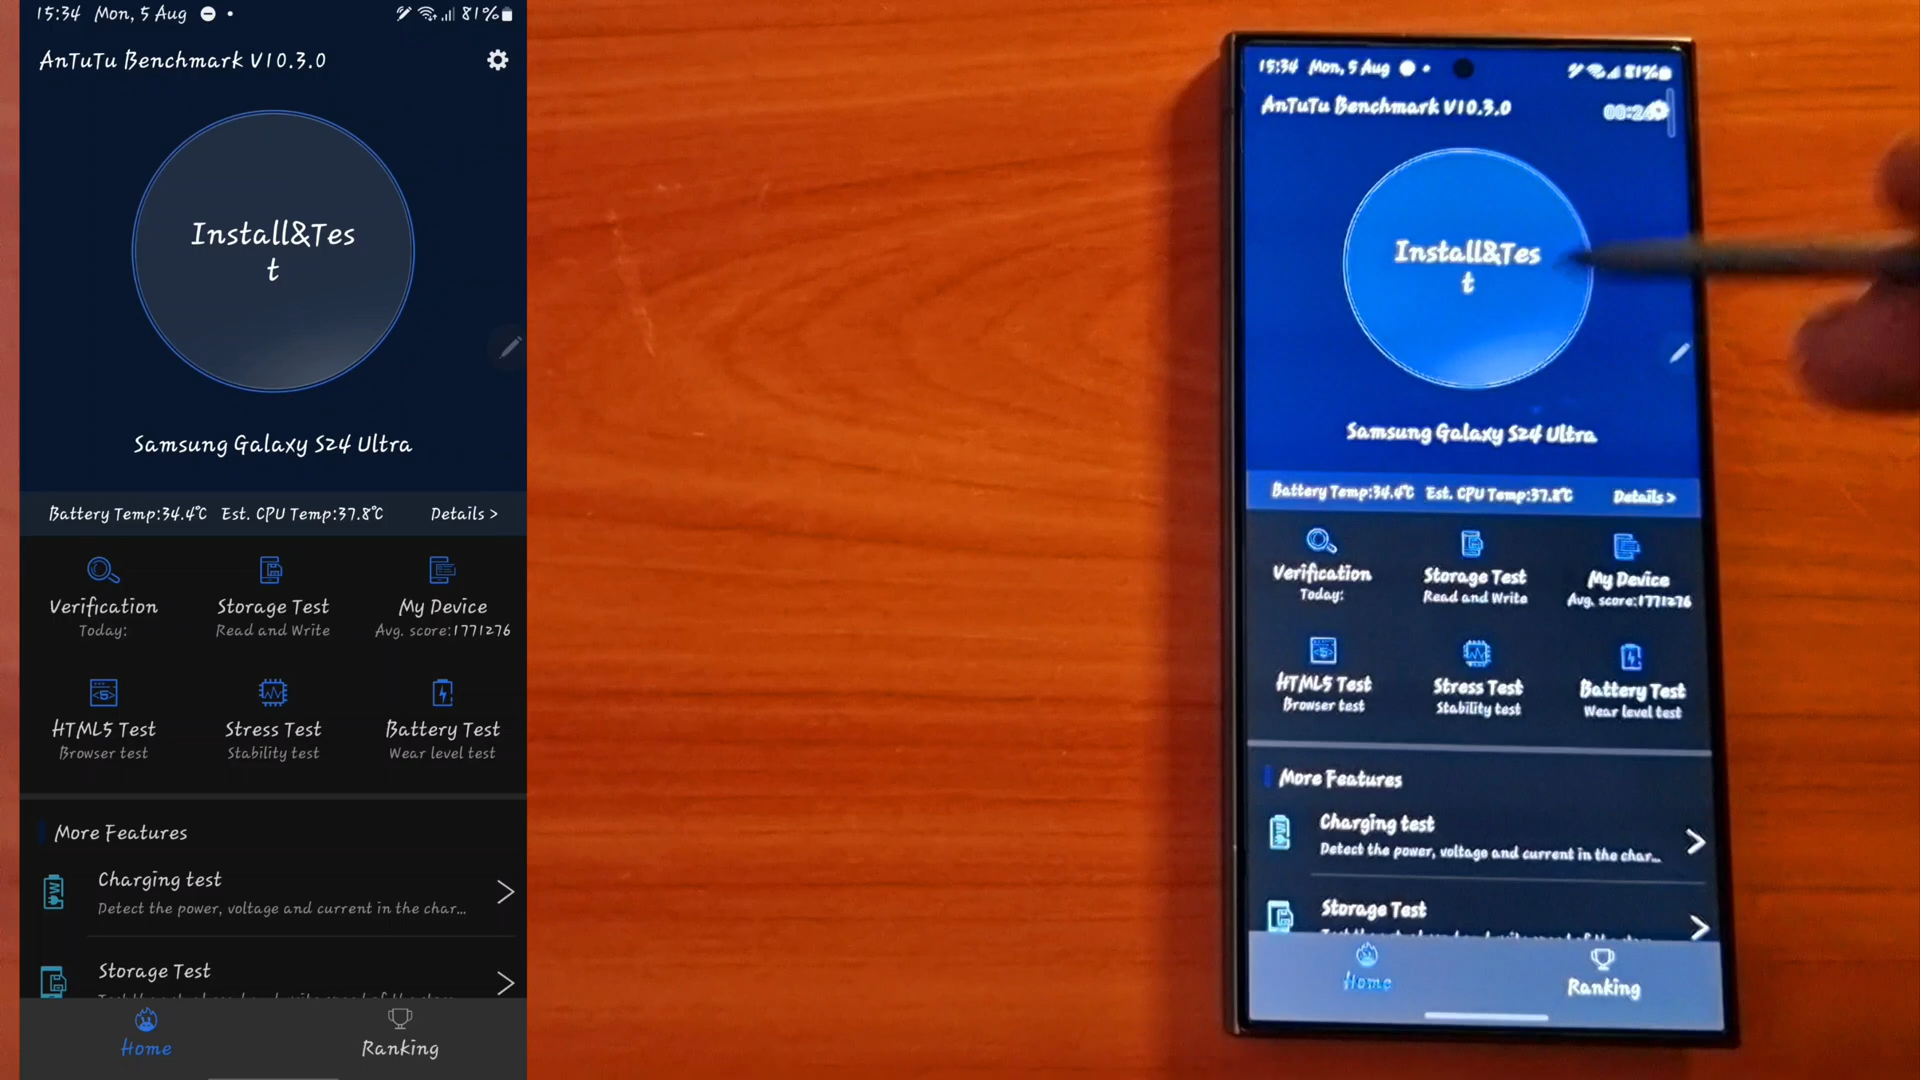 15:34 Mon, 5 Aug
81%
AnTuTu Benchmark V10.3.0
Install&Tes
t
Samsung Galaxy S24 Ultra
Battery Temp:34.4℃ Est. CPU Temp:37.8℃ Details >
Verification
Today:
Storage Test
Read and Write
My Device
Avg. score:1771276
HTML5 Test
Browser test
Stress Test
Stability test
Battery Test
Wear level test
More Features
Charging test
Detect the power, voltage and current in the char...
Storage Test
Home
Ranking
15:34 Mon, 5 Aug
81%
AnTuTu Benchmark V10.3.0
Install&Tes
t
Samsung Galaxy S24 Ultra
Battery Temp:34.4℃ Est. CPU Temp:37.8℃ Details >
Verification
Today:
Storage Test
Read and Write
My Device
Avg. score:1771276
HTML5 Test
Browser test
Stress Test
Stability test
Battery Test
Wear level test
More Features
Charging test
Detect the power, voltage and current in the char...
Storage Test
Home
Ranking